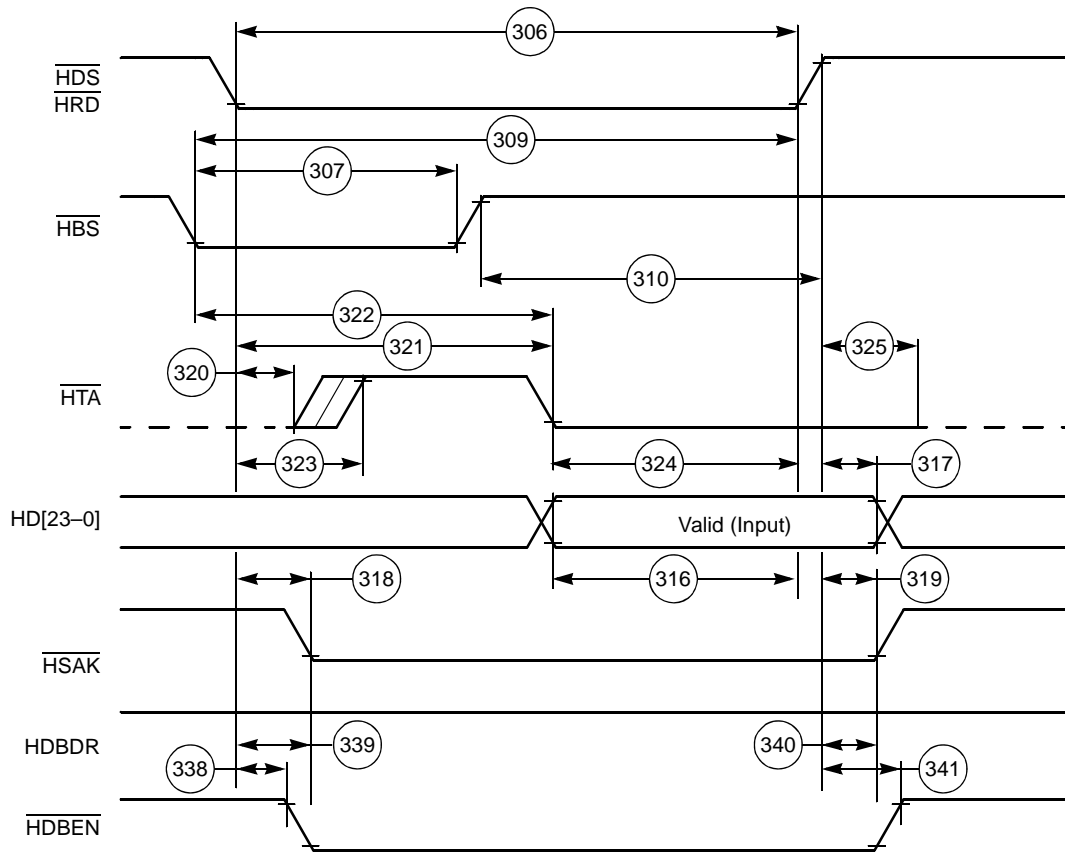 306
HDS
HRD
309
307
HBS
310
322
321
325
320
HTA
323
324
317
HD[23–0]
Valid (Input)
318
316
319
HSAK
HDBDR
339
340
338
341
HDBEN